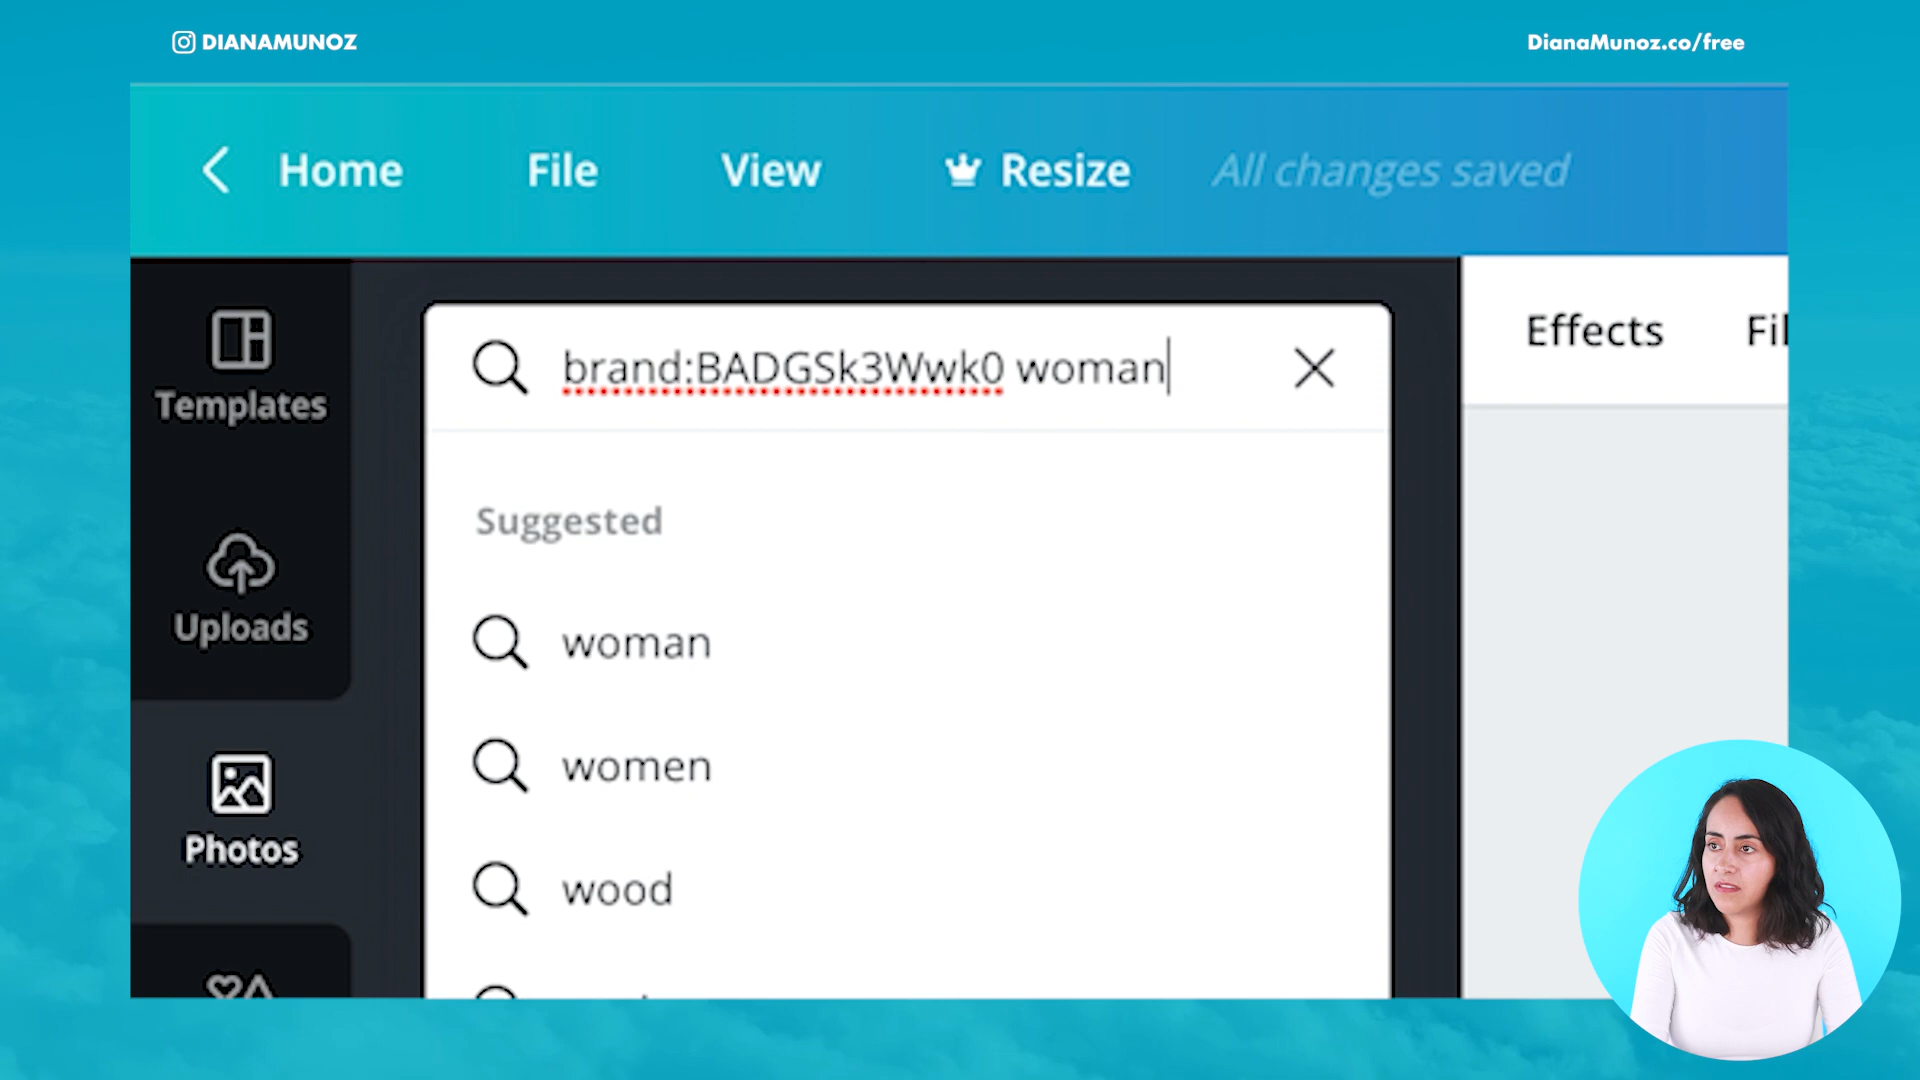 DIANAMUNOZ
DianaMunoz.co/free
Home File View Resize All changes saved
Templates
Uploads
Photos
brand:BADGSk3Wwk0 woman
Suggested
woman
women
wood
Effects